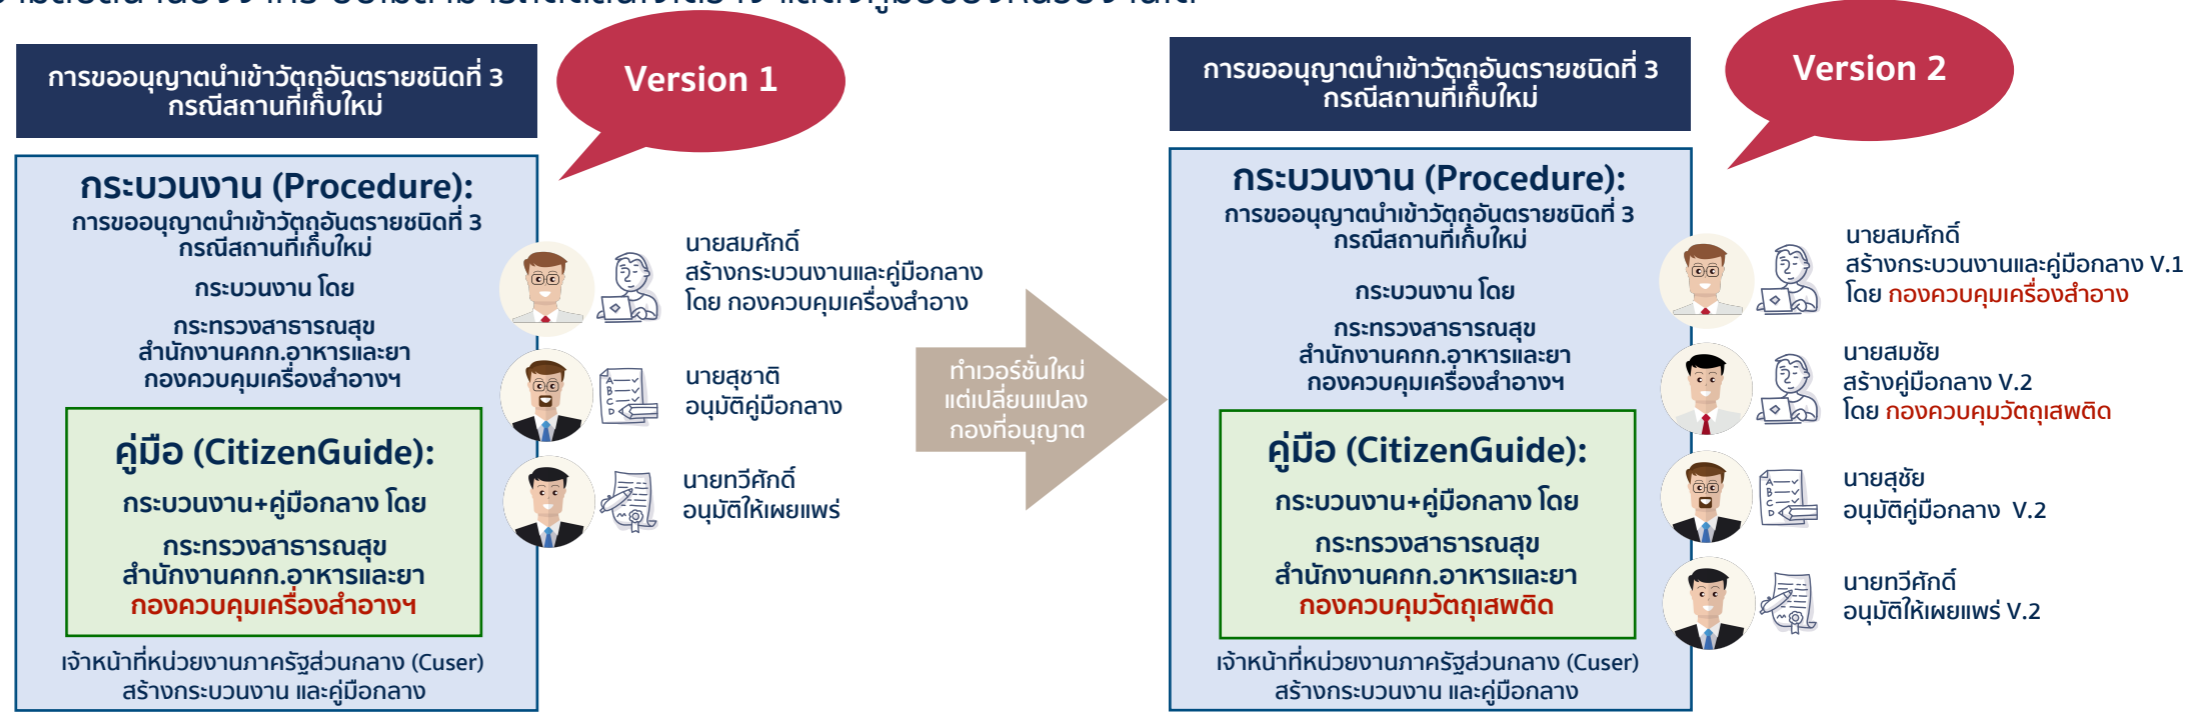 การขออนุญาตนำเข้าวัตถุอันตรายชนิดที่ 3
กรณีสถานที่เก็บใหม่
Version 1
กระบวนงาน (Procedure):
การขออนุญาตนำเข้าวัตถุอันตรายชนิดที่ 3
กรณีสถานที่เก็บใหม่
กระบวนงาน โดย
กระทรวงสาธารณสุข
สำนักงานคกก.อาหารและยา
กองควบคุมเครื่องสำอางฯ
คู่มือ (CitizenGuide):
กระบวนงาน+คู่มือกลาง โดย
กระทรวงสาธารณสุข
สำนักงานคกก.อาหารและยา
กองควบคุมเครื่องสำอางฯ
เจ้าหน้าที่หน่วยงานภาครัฐส่วนกลาง (Cuser)
สร้างกระบวนงาน และคู่มือกลาง
นายสมศักดิ์
สร้างกระบวนงานและคู่มือกลาง
โดย กองควบคุมเครื่องสำอาง
นายสุชาติ
อนุมัติคู่มือกลาง
นายทวีศักดิ์
อนุมัติให้เผยแพร่
ทำเวอร์ชั่นใหม่
แต่เปลี่ยนแปลง
กองที่อนุญาต
การขออนุญาตนำเข้าวัตถุอันตรายชนิดที่ 3
กรณีสถานที่เก็บใหม่
Version 2
กระบวนงาน (Procedure):
การขออนุญาตนำเข้าวัตถุอันตรายชนิดที่ 3
กรณีสถานที่เก็บใหม่
กระบวนงาน โดย
กระทรวงสาธารณสุข
สำนักงานคกก.อาหารและยา
กองควบคุมเครื่องสำอางฯ
คู่มือ (CitizenGuide):
กระบวนงาน+คู่มือกลาง โดย
กระทรวงสาธารณสุข
สำนักงานคกก.อาหารและยา
กองควบคุมวัตถุเสพติด
เจ้าหน้าที่หน่วยงานภาครัฐส่วนกลาง (Cuser)
สร้างกระบวนงาน และคู่มือกลาง
นายสมศักดิ์
สร้างกระบวนงานและคู่มือกลาง V.1
โดย กองควบคุมเครื่องสำอาง
นายสมชัย
สร้างคู่มือกลาง V.2
โดย กองควบคุมวัตถุเสพติด
นายสุชัย
อนุมัติคู่มือกลาง V.2
นายทวีศักดิ์
อนุมัติให้เผยแพร่ V.2